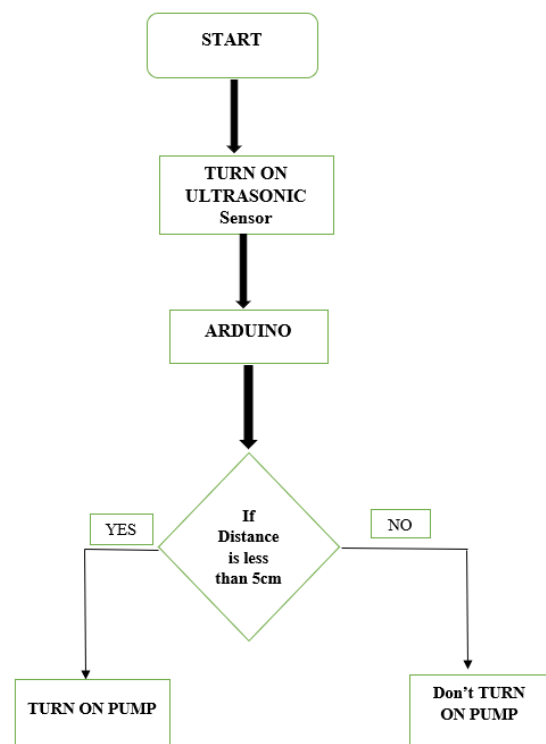 START
TURN ON
ULTRASONIC
Sensor
ARDUINO
YES
If
Distance
is less
than 5cm
NO
TURN ON PUMP
Don’t TURN
ON PUMP